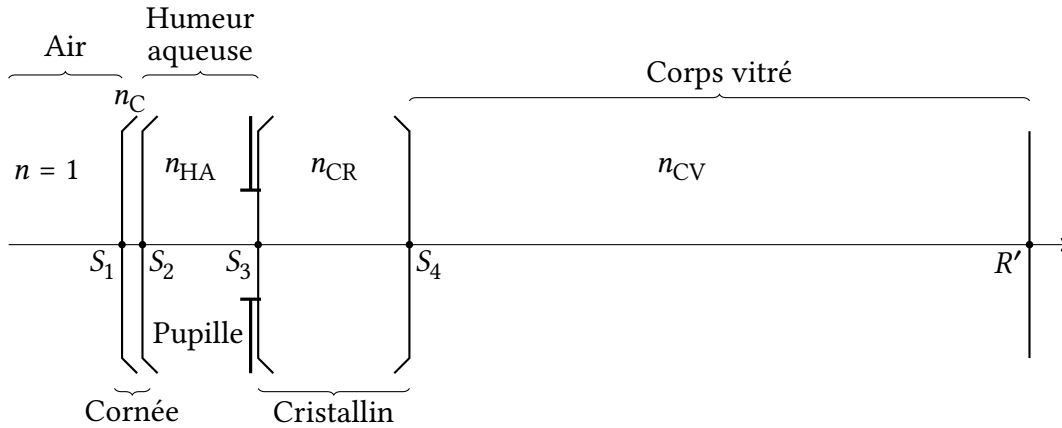 Humeur
aqueuse
Air
Corps vitré
n_C
n = 1
n_HA
n_CR
n_CV
S_1
S_2
S_3
S_4
R′
Pupille
Cornée
Cristallin